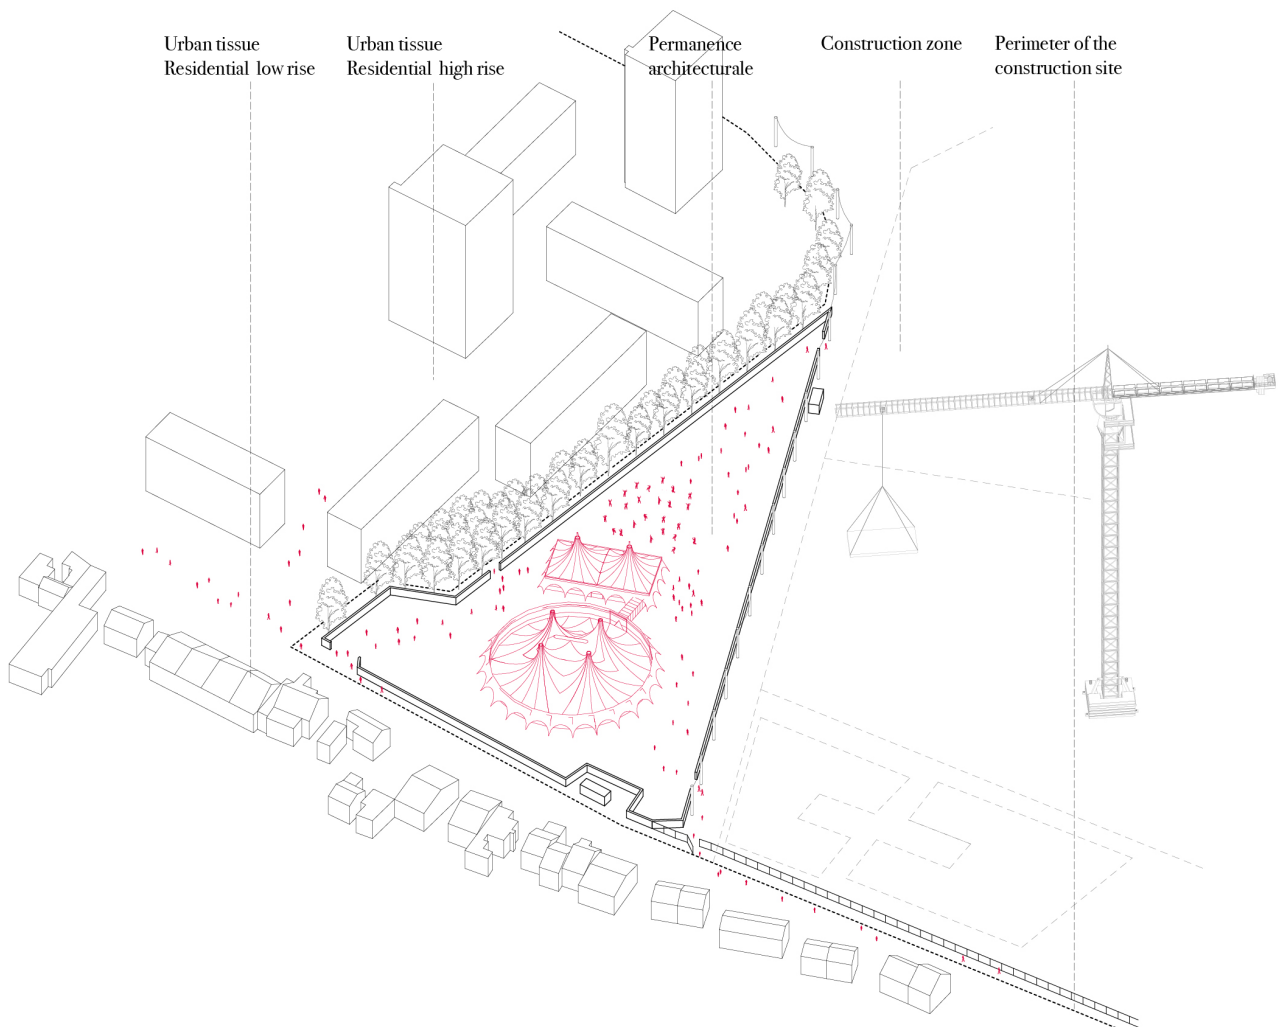 Urban tissue
Residential low rise
Urban tissue
Residential high rise
Permanence
architecturale
Construction zone
Perimeter of the
construction site